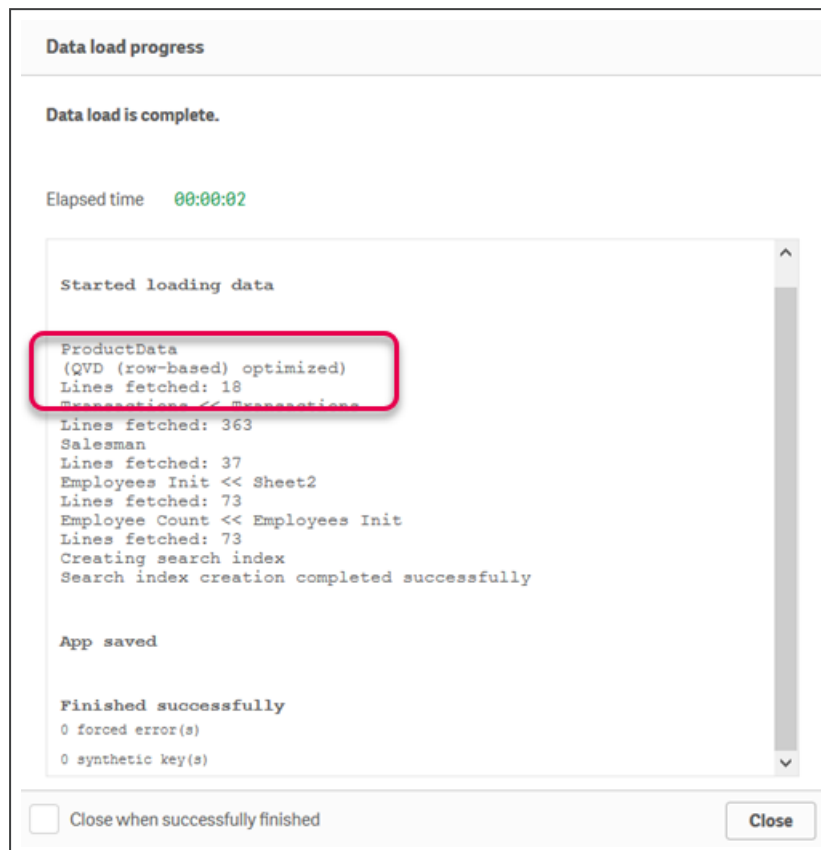 Data load progress
Data load is complete.
Elapsed time 00:00:02
Started loading data
ProductData
(QVD (row-based) optimized)
Lines fetched: 18
Transactions << Transactions
Lines fetched: 363
Salesman
Lines fetched: 37
Employees Init << Sheet2
Lines fetched: 73
Employee Count << Employees Init
Lines fetched: 73
Creating search index
Search index creation completed successfully
App saved
Finished successfully
0 forced error(s)
0 synthetic key(s)
Close when successfully finished
Close